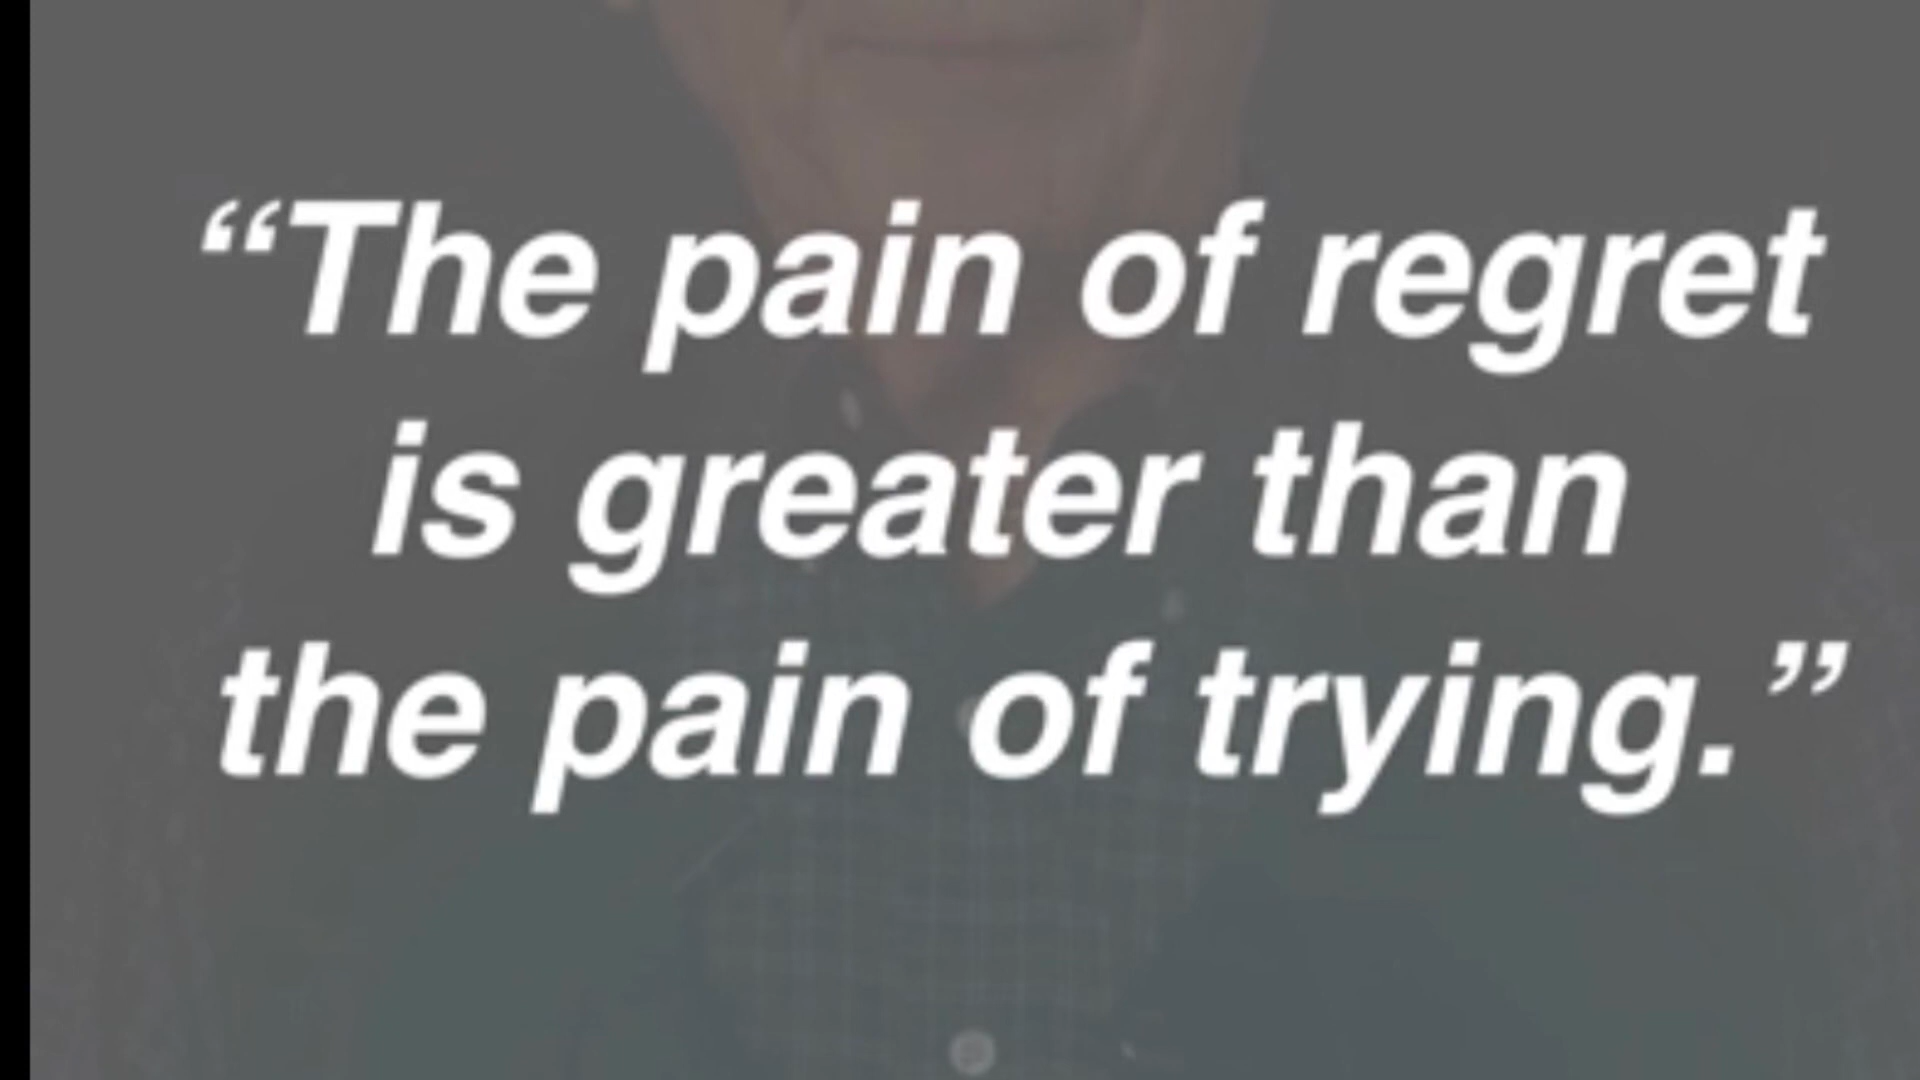 “The pain of regret
is greater than
the pain of trying.”